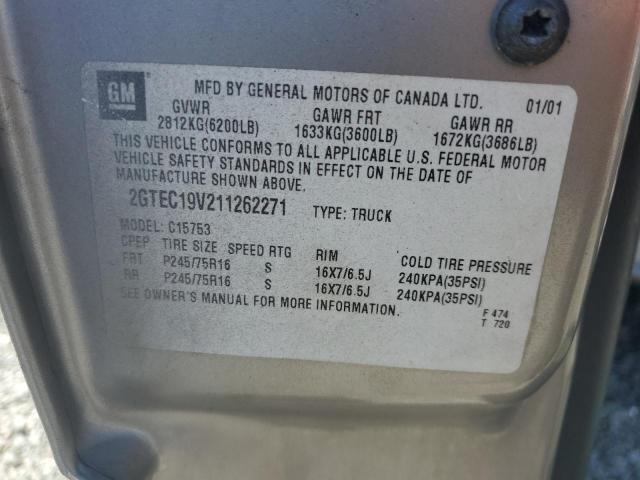 GM
MFD BY GENERAL MOTORS OF CANADA LTD. 01/01
GVWR GAWR FRT GAWR RR
2812KG(6200LB) 1633KG(3600LB) 1672KG(3686LB)
THIS VEHICLE CONFORMS TO ALL APPLICABLE U.S. FEDERAL MOTOR
VEHICLE SAFETY STANDARDS IN EFFECT ON THE DATE OF
MANUFACTURE SHOWN ABOVE.
2GTEC19V211262271 TYPE: TRUCK
MODEL: C15753
CPEP TIRE SIZE SPEED RTG RIM COLD TIRE PRESSURE
FRT P245/75R16 S 16X7/6.5J 240KPA(35PSI)
RR P245/75R16 S 16X7/6.5J 240KPA(35PSI)
SEE OWNER'S MANUAL FOR MORE INFORMATION.
F 474
T 720